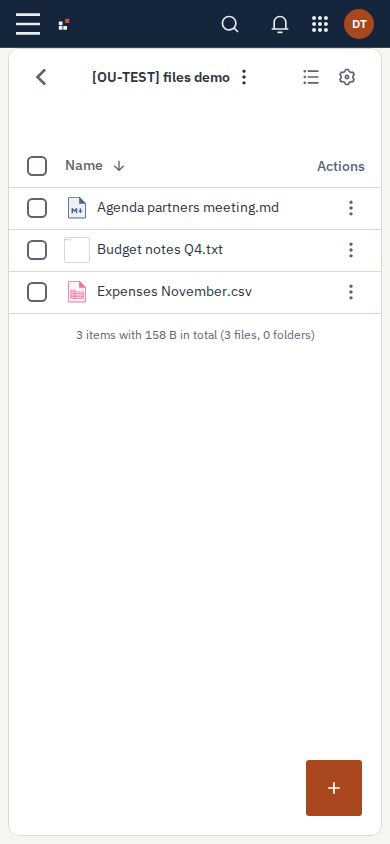 DT
[OU-TEST] files demo
Name
Actions
M↓
Agenda partners meeting.md
Budget notes Q4.txt
Expenses November.csv
3 items with 158 B in total (3 files, 0 folders)